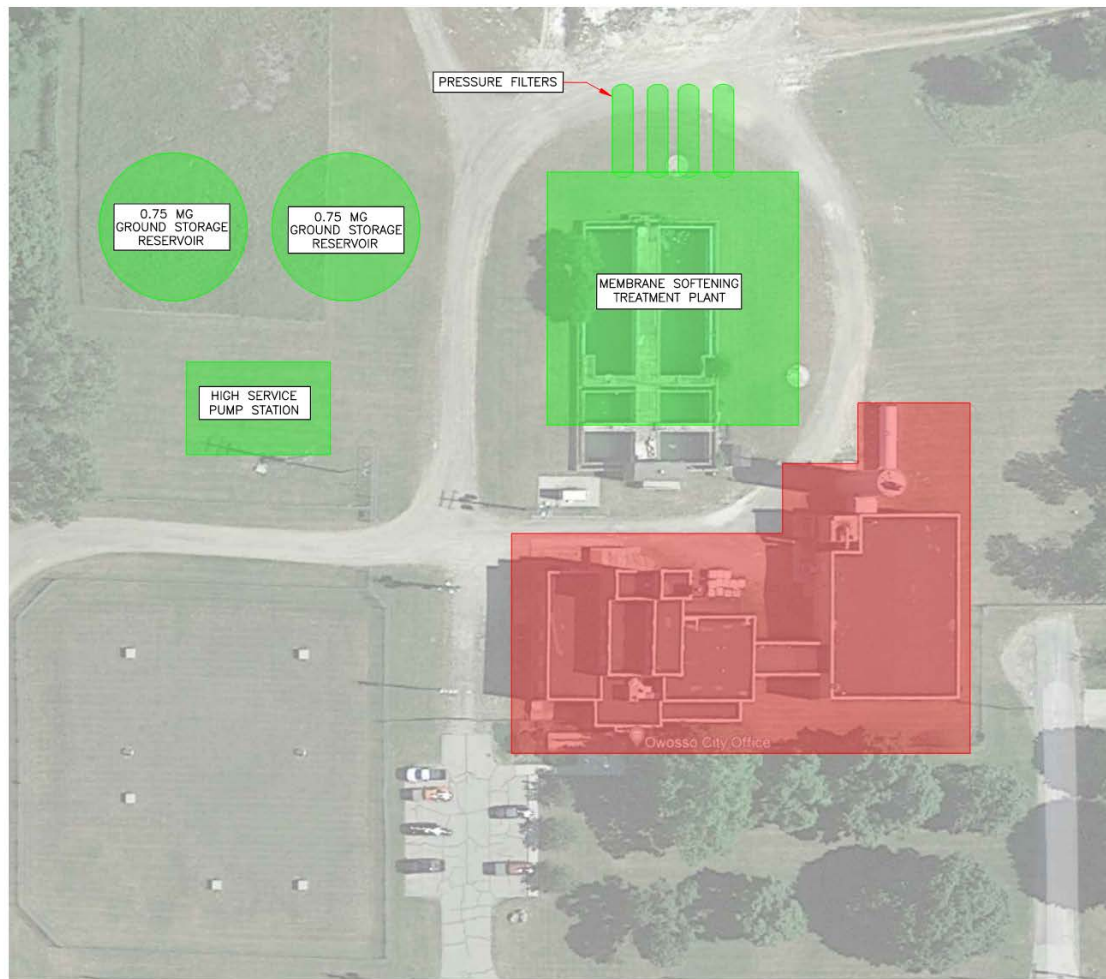 PRESSURE FILTERS
0.75 MG
GROUND STORAGE
RESERVOIR
0.75 MG
GROUND STORAGE
RESERVOIR
MEMBRANE SOFTENING
TREATMENT PLANT
HIGH SERVICE
PUMP STATION
Owosso City Office